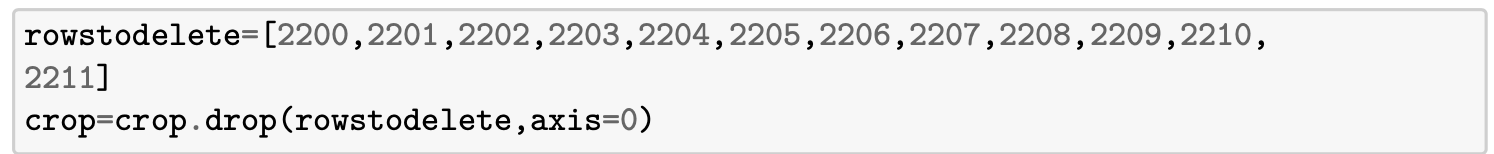 rowstodelete=[2200,2201,2202,2203,2204,2205,2206,2207,2208,2209,2210,
2211]
crop=crop.drop(rowstodelete,axis=0)